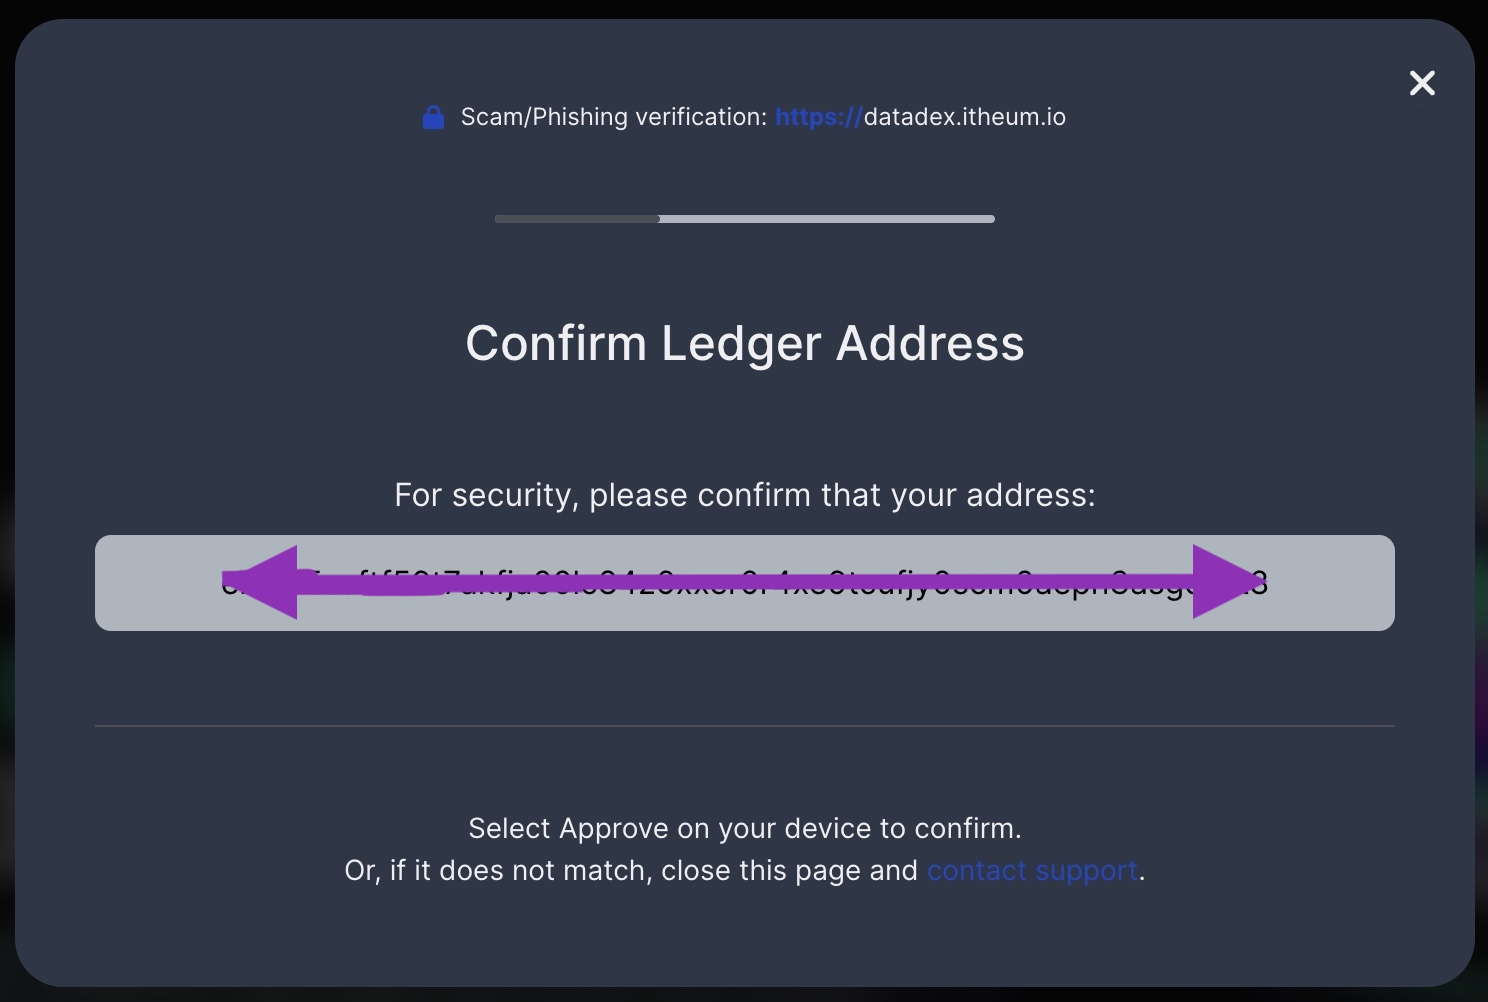 Scam/Phishing verification: https://datadex.itheum.io
Confirm Ledger Address
For security, please confirm that your address:
Select Approve on your device to confirm.
Or, if it does not match, close this page and contact support.